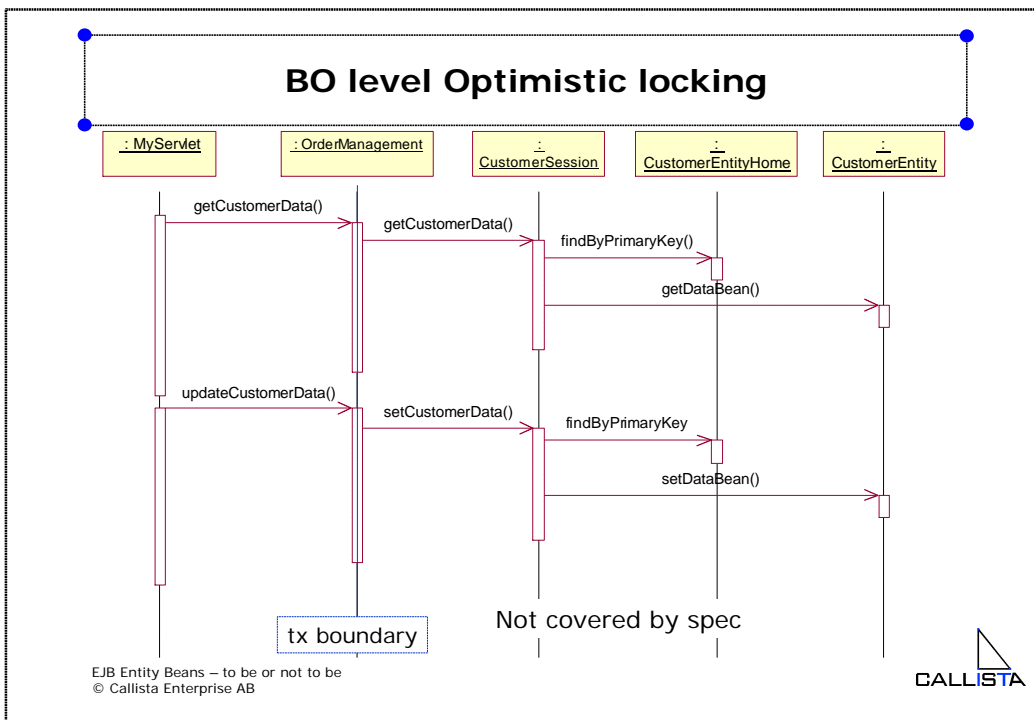 BO level Optimistic locking
: MyServlet
: OrderManagement
:
CustomerSession
:
CustomerEntityHome
:
CustomerEntity
getCustomerData()
getCustomerData()
findByPrimaryKey()
getDataBean()
updateCustomerData()
setCustomerData()
findByPrimaryKey
setDataBean()
tx boundary
Not covered by spec
EJB Entity Beans – to be or not to be
© Callista Enterprise AB
CALLISTA